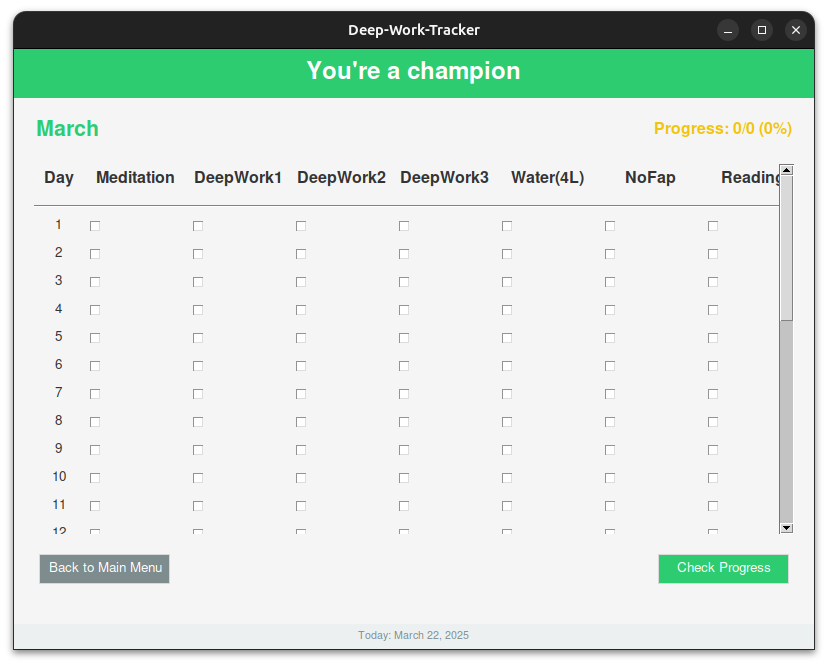 Deep-Work-Tracker
You're a champion
March
Progress: 0/0 (0%)
Day Meditation DeepWork1 DeepWork2 DeepWork3 Water(4L) NoFap Reading
1
2
3
4
5
6
7
8
9
10
11
12
Back to Main Menu
Check Progress
Today: March 22, 2025